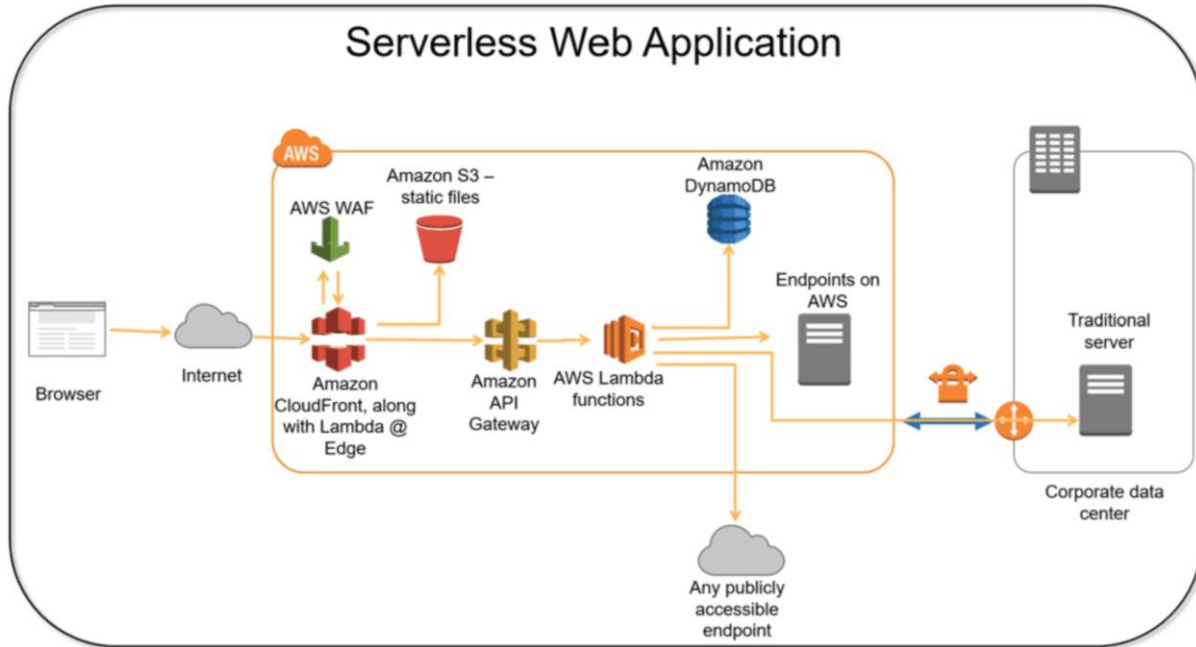 Serverless Web Application
AWS
AWS WAF
Amazon S3 –
static files
Amazon
DynamoDB
Endpoints on
AWS
Traditional
server
Browser
Internet
Amazon
CloudFront, along
with Lambda @
Edge
Amazon
API
Gateway
AWS Lambda
functions
Corporate data
center
Any publicly
accessible
endpoint